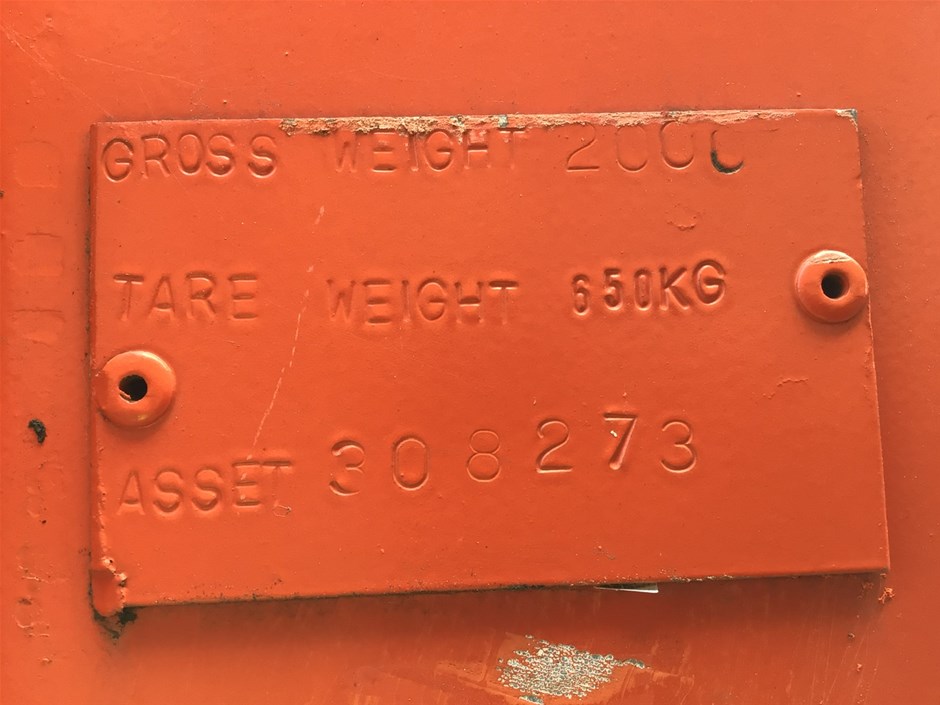 GROSS WEIGHT 2000
TARE WEIGHT 650KG
ASSET 308273